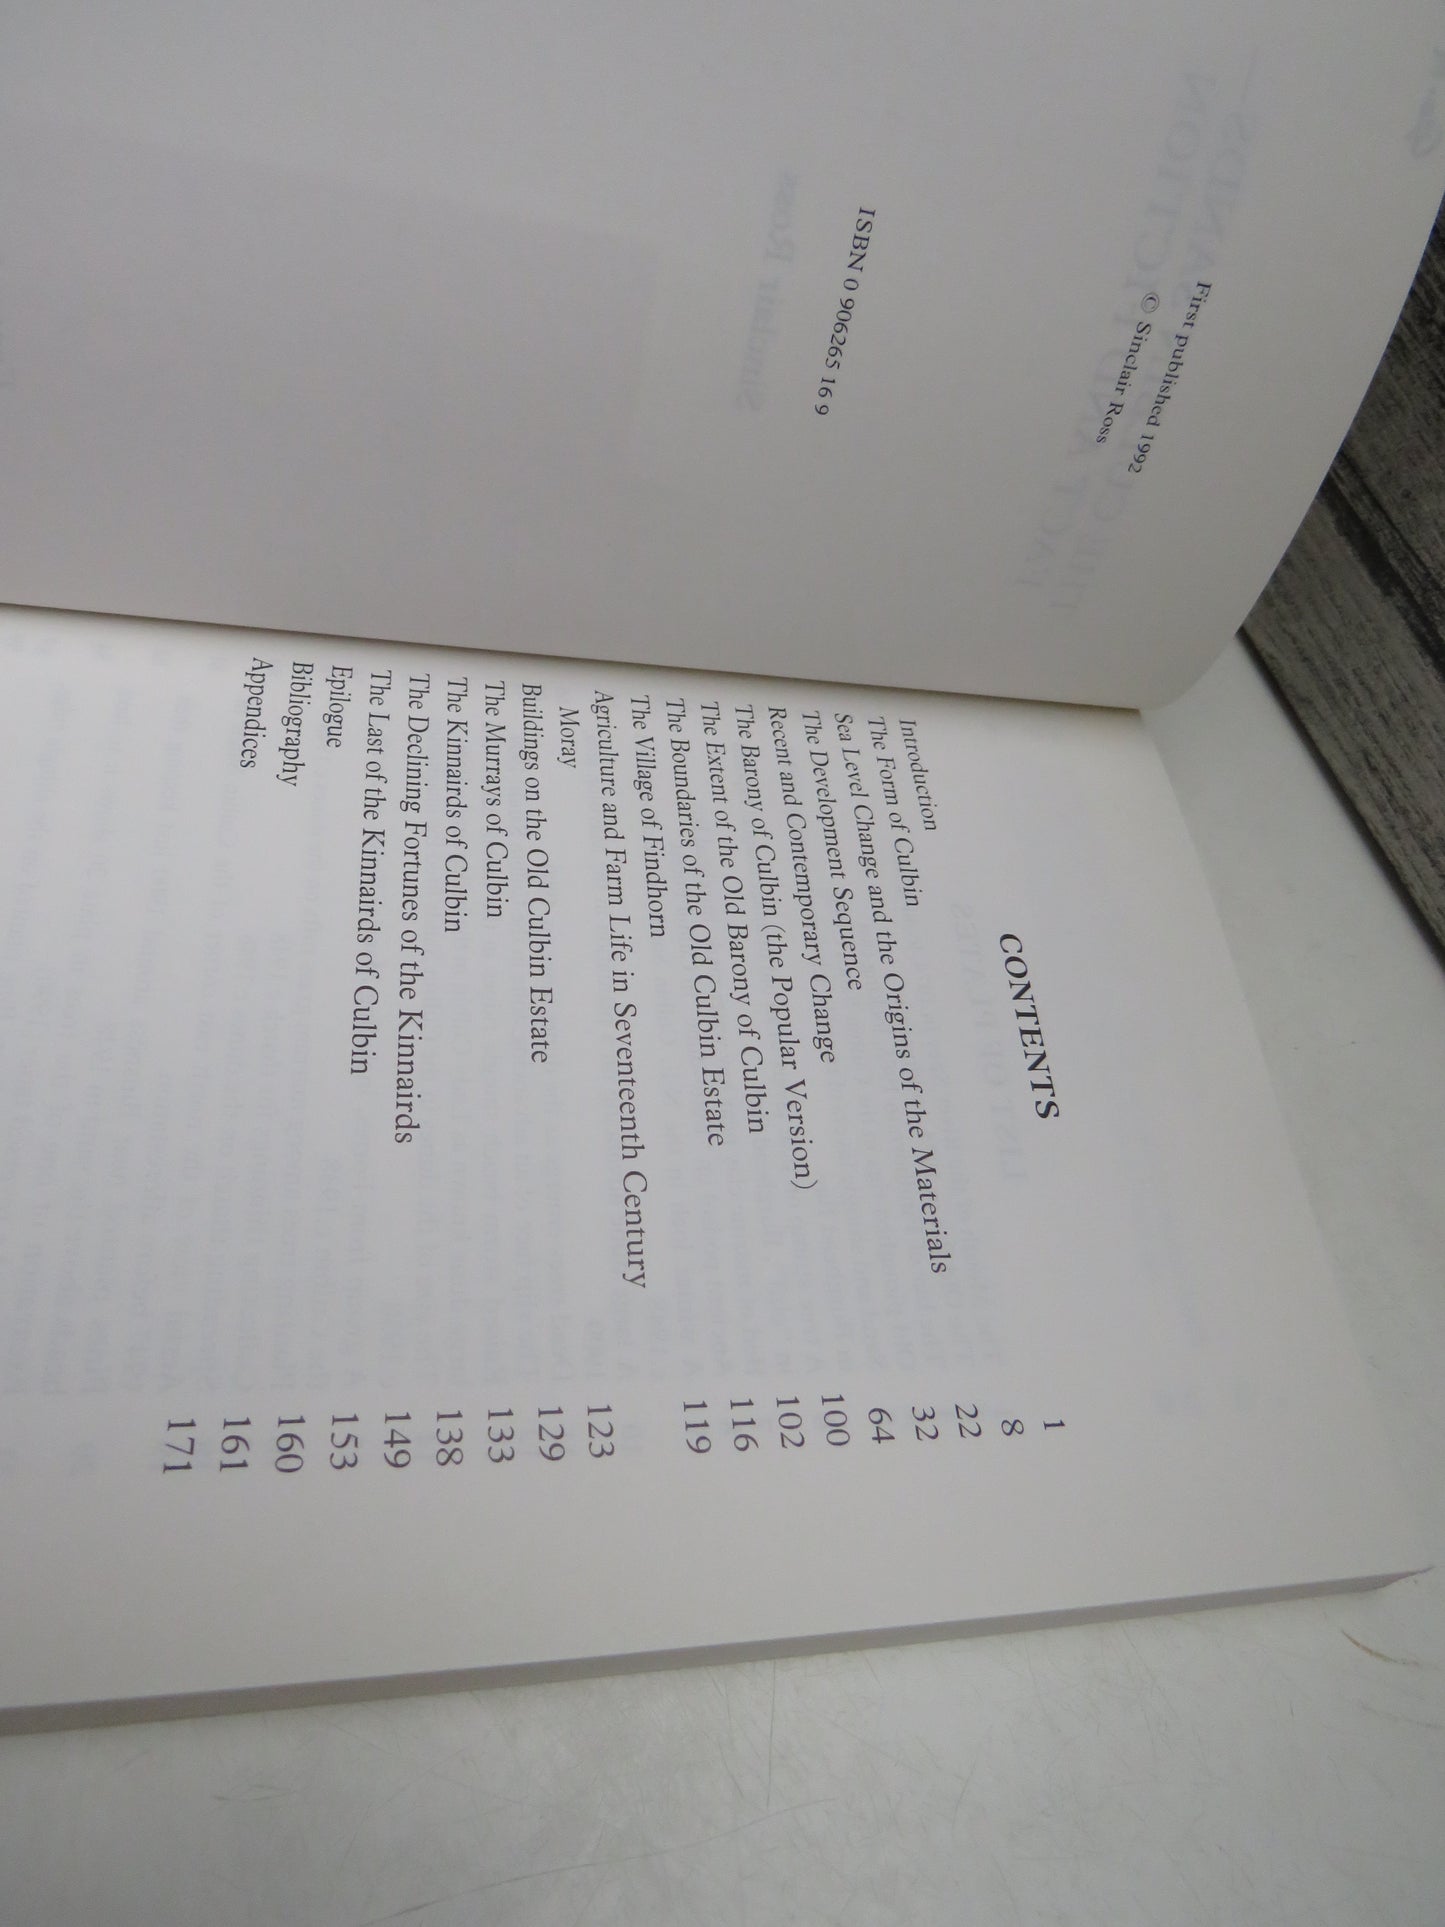 First published 1992
© Sinclair Ross
ISBN 0 906265 16 9
CONTENTS
Introduction 1
The Form of Culbin 8
Sea Level Change and the Origins of the Materials 22
The Development Sequence 32
Recent and Contemporary Change 64
The Barony of Culbin (the Popular Version) 100
The Extent of the Old Barony of Culbin 102
The Boundaries of the Old Culbin Estate 116
The Village of Findhorn 119
Agriculture and Farm Life in Seventeenth Century
Moray 123
Buildings on the Old Culbin Estate 129
The Murrays of Culbin 133
The Kinnairds of Culbin 138
The Declining Fortunes of the Kinnairds 149
The Last of the Kinnairds of Culbin 153
Epilogue 160
Bibliography 161
Appendices 171